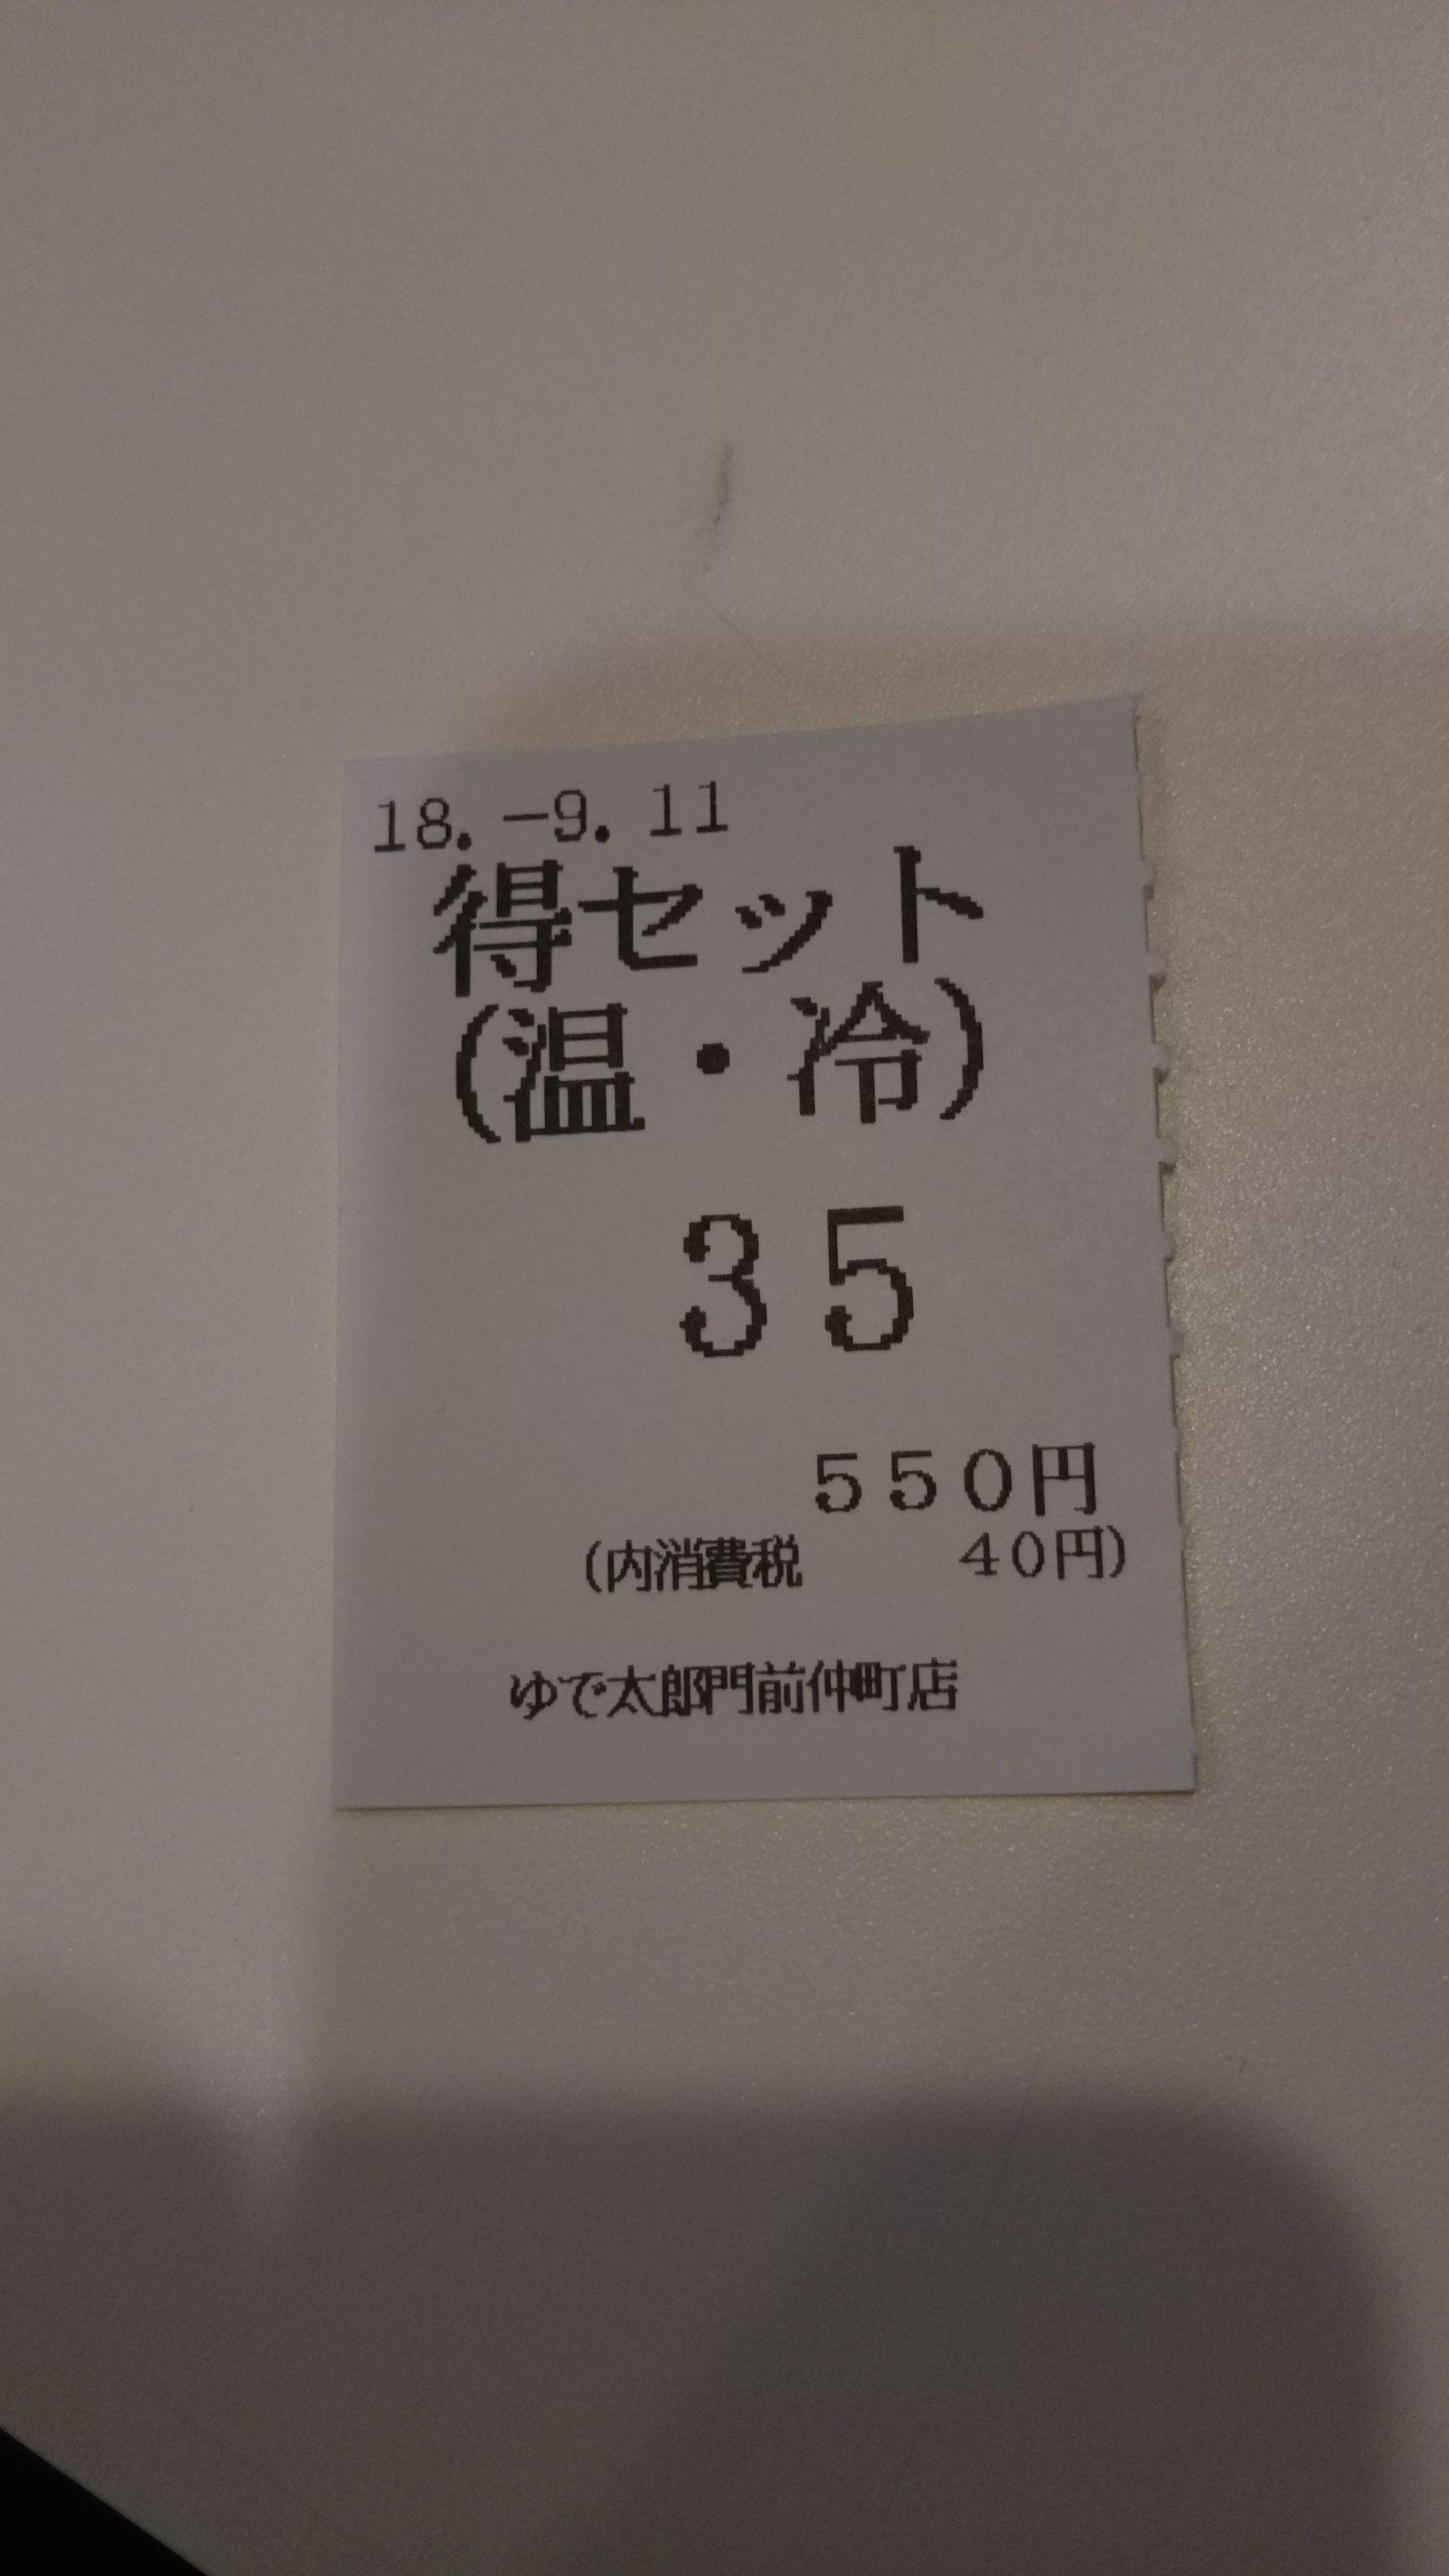 18.-9.11
得セット
(温・冷)
35
550円
(内消費税 40円)
ゆで太郎門前仲町店